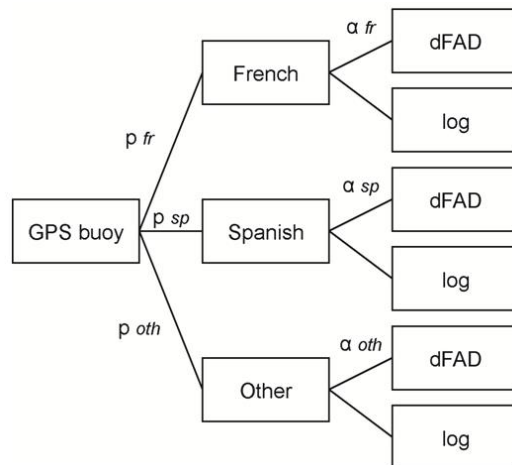 α fr
dFAD
French
log
p fr
α sp
dFAD
GPS buoy
p sp
Spanish
log
p oth
α oth
dFAD
Other
log